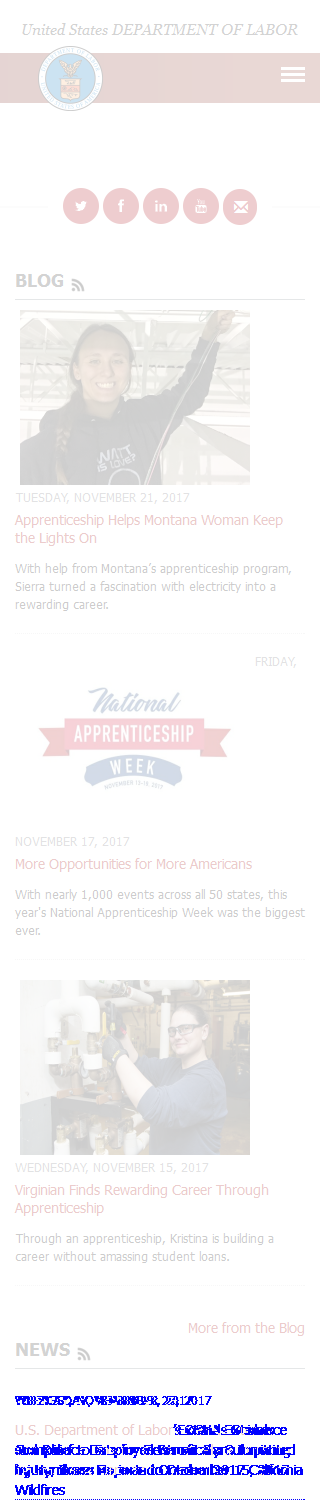 United States DEPARTMENT OF LABOR
BLOG
TUESDAY, NOVEMBER 21, 2017
Apprenticeship Helps Montana Woman Keep
the Lights On
With help from Montana’s apprenticeship program,
Sierra turned a fascination with electricity into a
rewarding career.
FRIDAY,
National
APPRENTICESHIP
WEEK
NOVEMBER 13-19, 2017
NOVEMBER 17, 2017
More Opportunities for More Americans
With nearly 1,000 events across all 50 states, this
year’s National Apprenticeship Week was the biggest
ever.
WEDNESDAY, NOVEMBER 15, 2017
Virginian Finds Rewarding Career Through
Apprenticeship
Through an apprenticeship, Kristina is building a
career without amassing student loans.
More from the Blog
NEWS
2017
U.S. Department of Labor
Wildfires